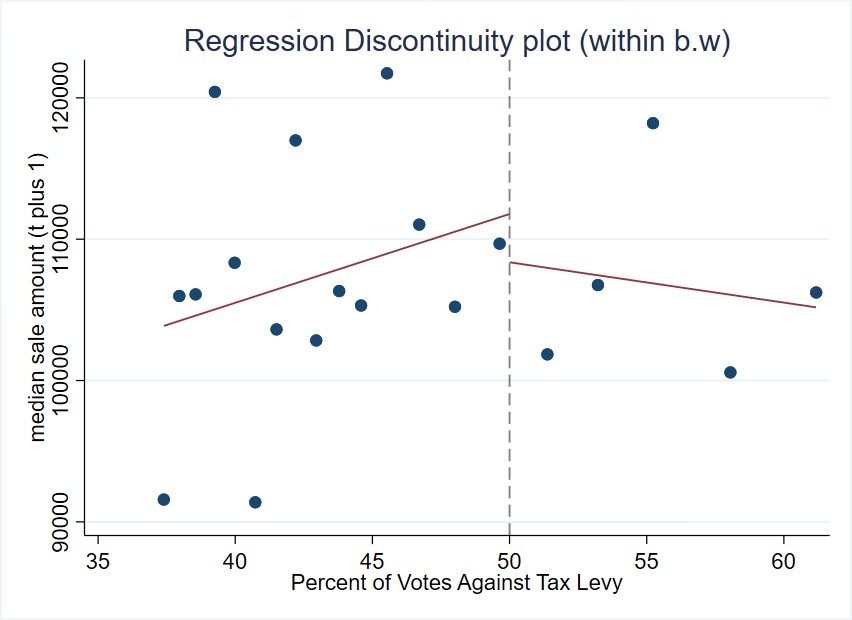 Regression Discontinuity plot (within b.w)
median sale amount (t plus 1)
120000
110000
100000
90000
35 40 45 50 55 60
Percent of Votes Against Tax Levy